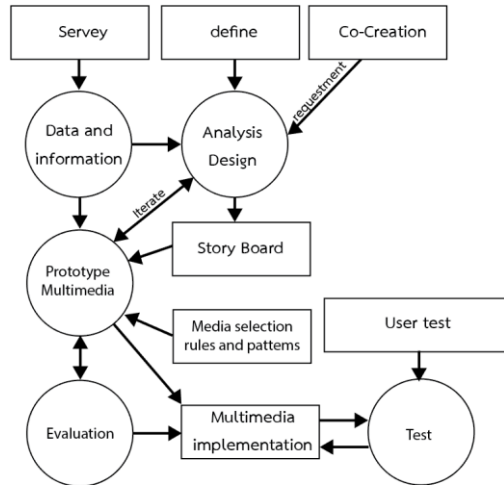 Servey
define
Co-Creation
requestment
Data and
information
Analysis
Design
Iterate
Story Board
Prototype
Multimedia
Media selection
rules and pattems
User test
Evaluation
Multimedia
implementation
Test